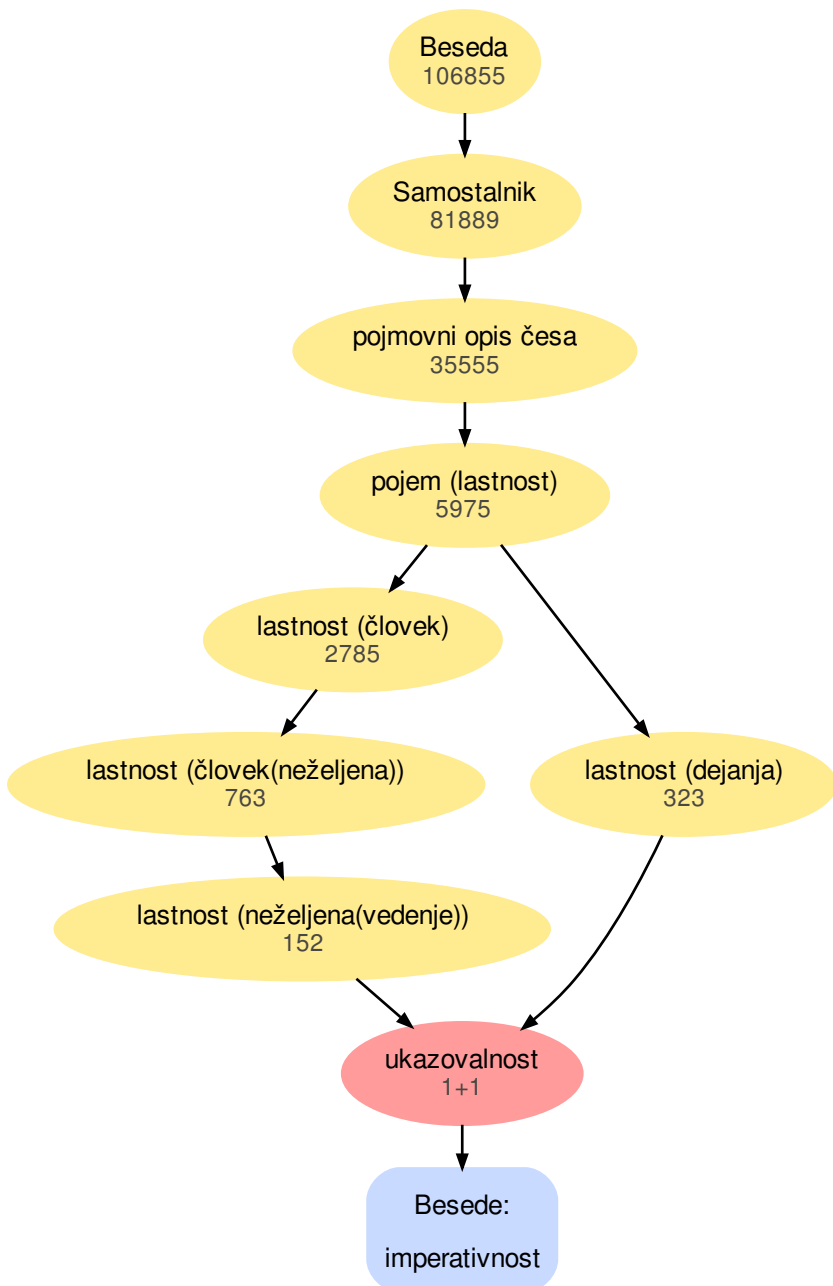 Beseda
106855
Samostalnik
81889
pojmovni opis česa
35555
pojem (lastnost)
5975
lastnost (človek)
2785
lastnost (človek(neželjena))
763
lastnost (dejanja)
323
lastnost (neželjena(vedenje))
152
ukazovalnost
1+1
Besede:
imperativnost